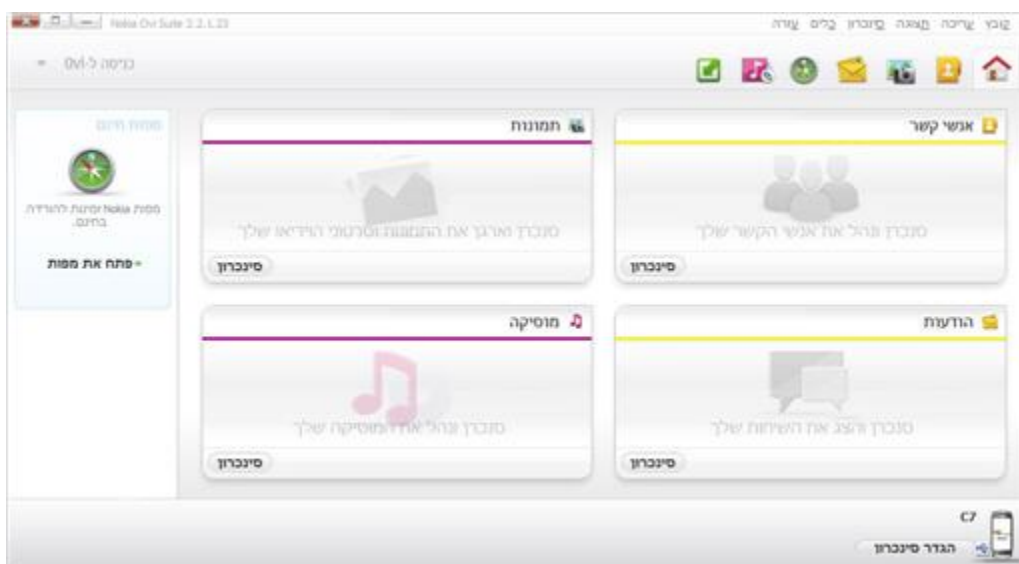 Nokia Ovi Suite 2.2.1.23
קובץ עריכה תצוגה סינכרון כלים עזרה
כניסה ל-Ovi
אנשי קשר
סנכרן ונהל את אנשי הקשר שלך
סינכרון
תמונות
סנכרן וארגן את התמונות וסרטוני הוידיאו שלך
סינכרון
מפות חינם
מפות Nokia זמינות להורדה
בחינם.
פתח את מפות
הודעות
סנכרן והצג את השיחות שלך
סינכרון
מוסיקה
סנכרן ונהל את המוסיקה שלך
סינכרון
C7
הגדר סינכרון